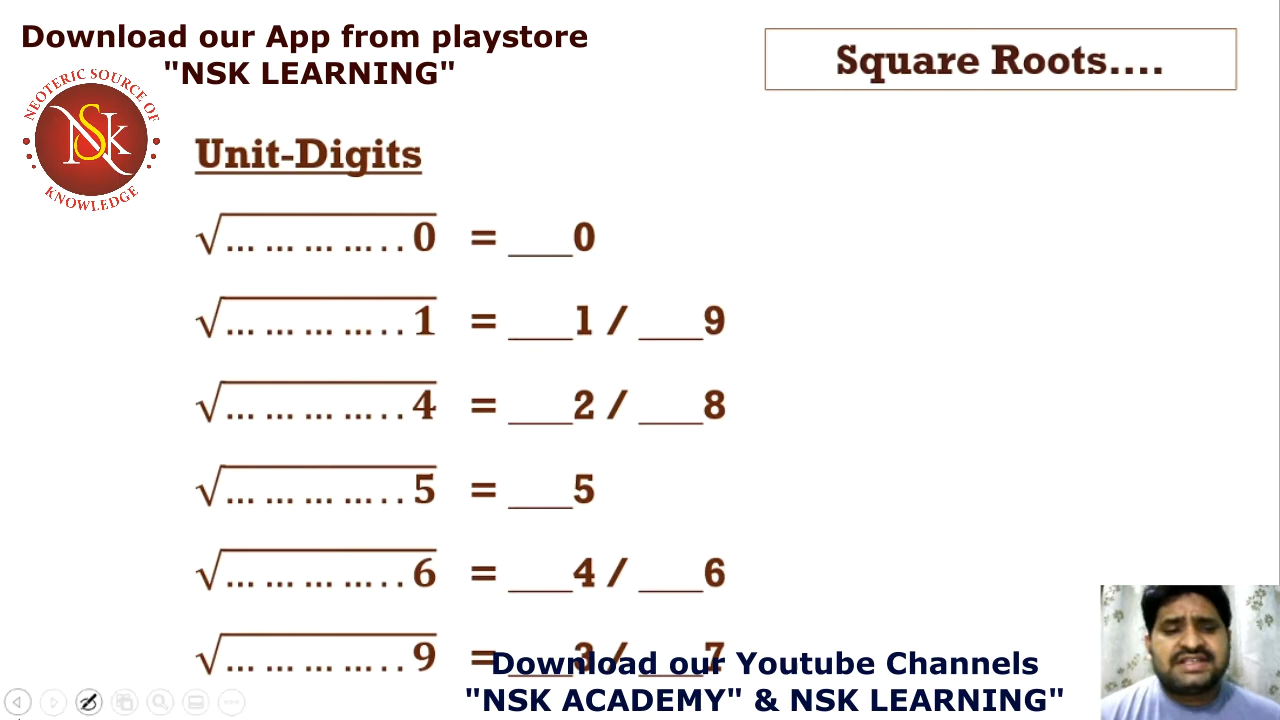 Download our App from playstore
"NSK LEARNING"
Square Roots....
NEOTERIC SOURCE OF
NSK
KNOWLEDGE
Unit-Digits
√... ... ... ..... 0 = ___0
√... ... ... ..... 1 = ___1 / ___9
√... ... ... ..... 4 = ___2 / ___8
√... ... ... ..... 5 = ___5
√... ... ... ..... 6 = ___4 / ___6
√... ... ... ..... 9 = ___3 / ___7
Download our Youtube Channels
"NSK ACADEMY" & NSK LEARNING"